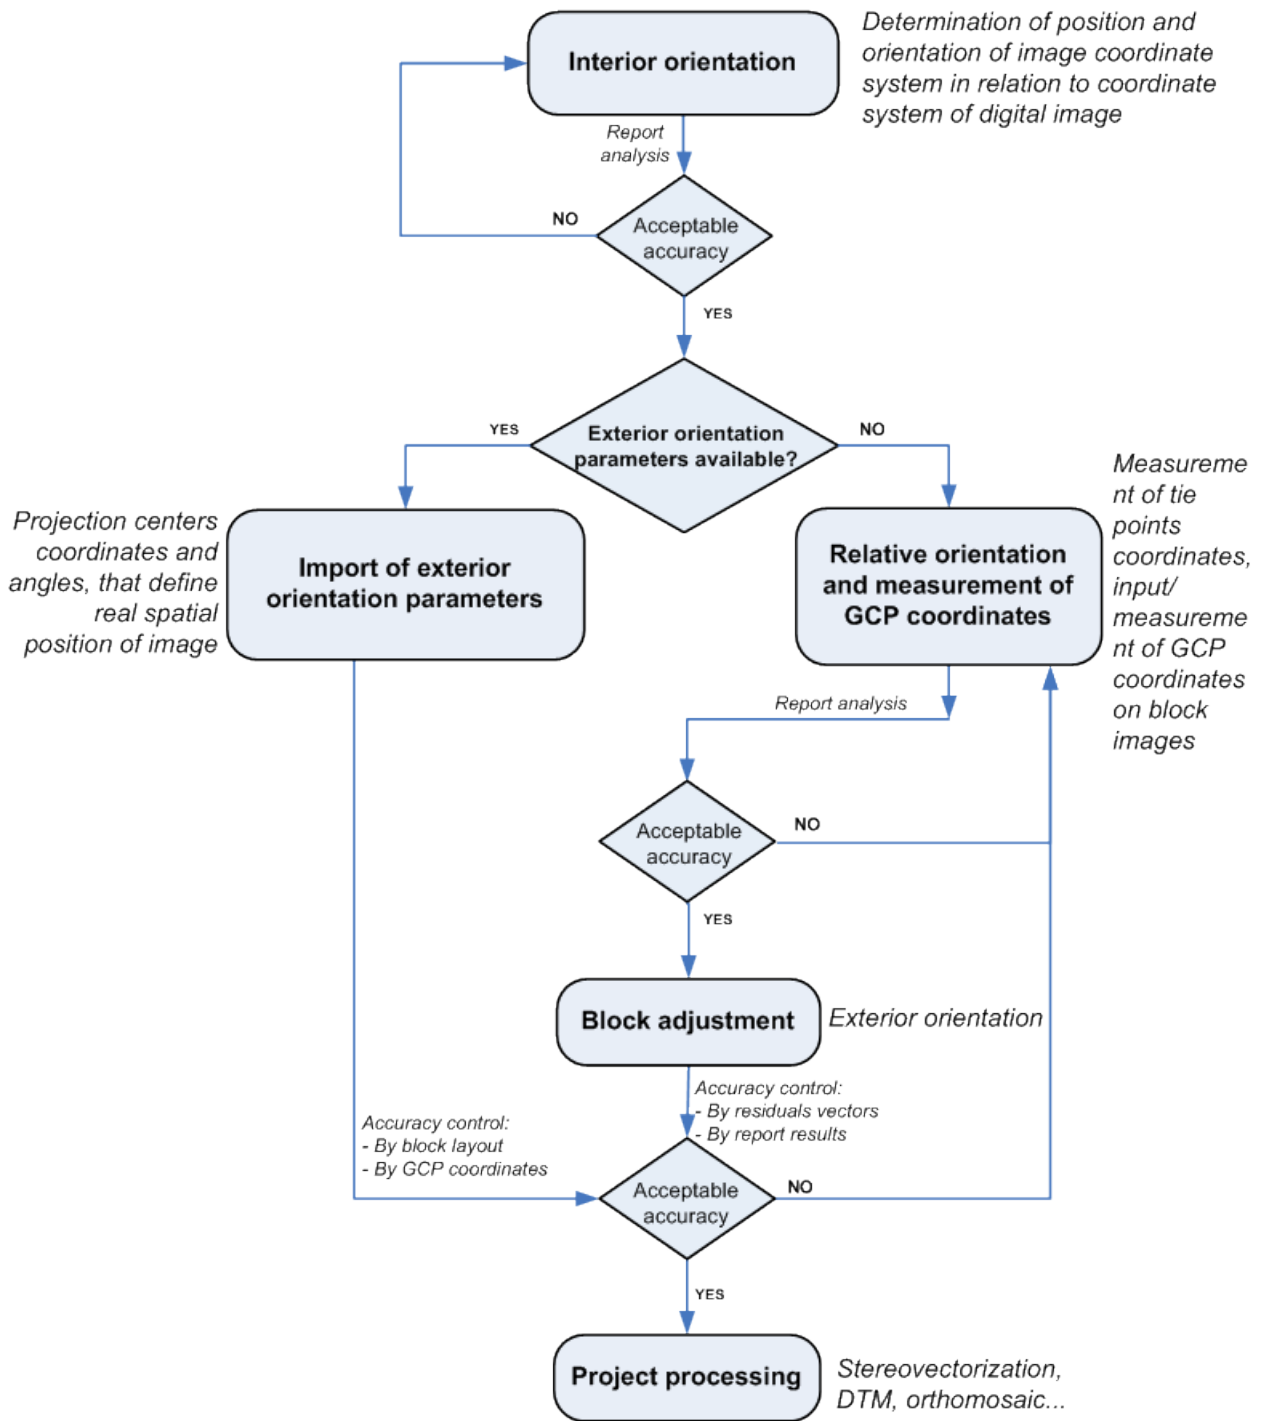 Interior orientation
Determination of position and
orientation of image coordinate
system in relation to coordinate
system of digital image
Report
analysis
NO
Acceptable
accuracy
YES
YES
Exterior orientation
parameters available?
NO
Projection centers
coordinates and
angles, that define
real spatial
position of image
Import of exterior
orientation parameters
Relative orientation
and measurement of
GCP coordinates
Measureme
nt of tie
points
coordinates,
input/
measureme
nt of GCP
coordinates
on block
images
Report analysis
Acceptable
accuracy
NO
YES
Block adjustment
Exterior orientation
Accuracy control:
- By residuals vectors
- By report results
Accuracy control:
- By block layout
- By GCP coordinates
Acceptable
accuracy
NO
YES
Project processing
Stereovectorization,
DTM, orthomosaic...